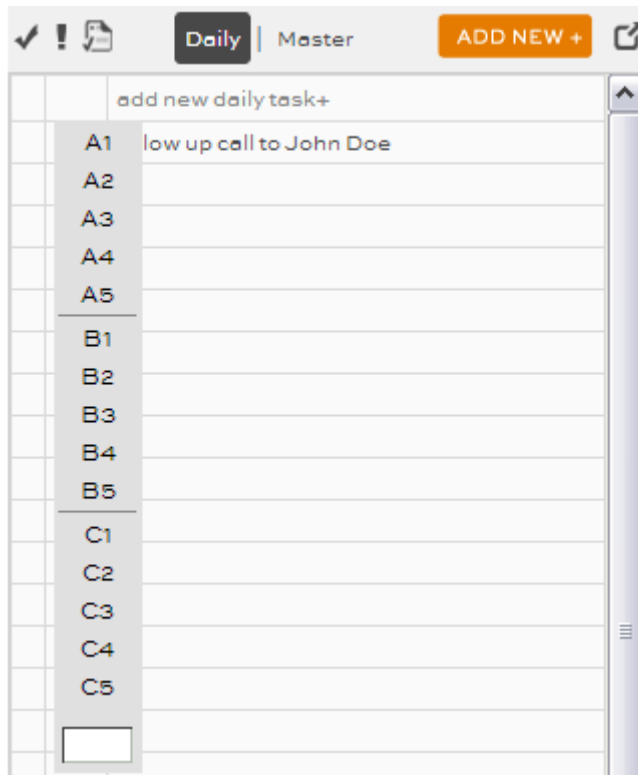 ! Daily | Master ADD NEW +
add new daily task+
A1 low up call to John Doe
A2
A3
A4
A5
B1
B2
B3
B4
B5
C1
C2
C3
C4
C5